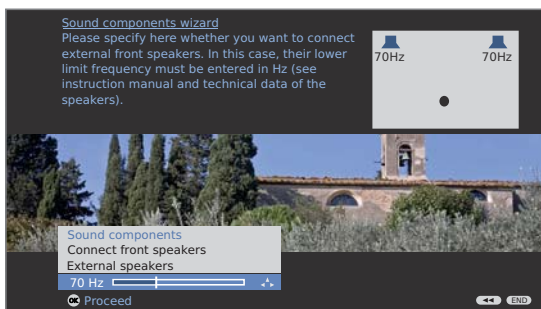 Sound components wizard
Please specify here whether you want to connect
external front speakers. In this case, their lower
limit frequency must be entered in Hz (see
instruction manual and technical data of the
speakers).
70Hz 70Hz
Sound components
Connect front speakers
External speakers
70 Hz
OK Proceed
END